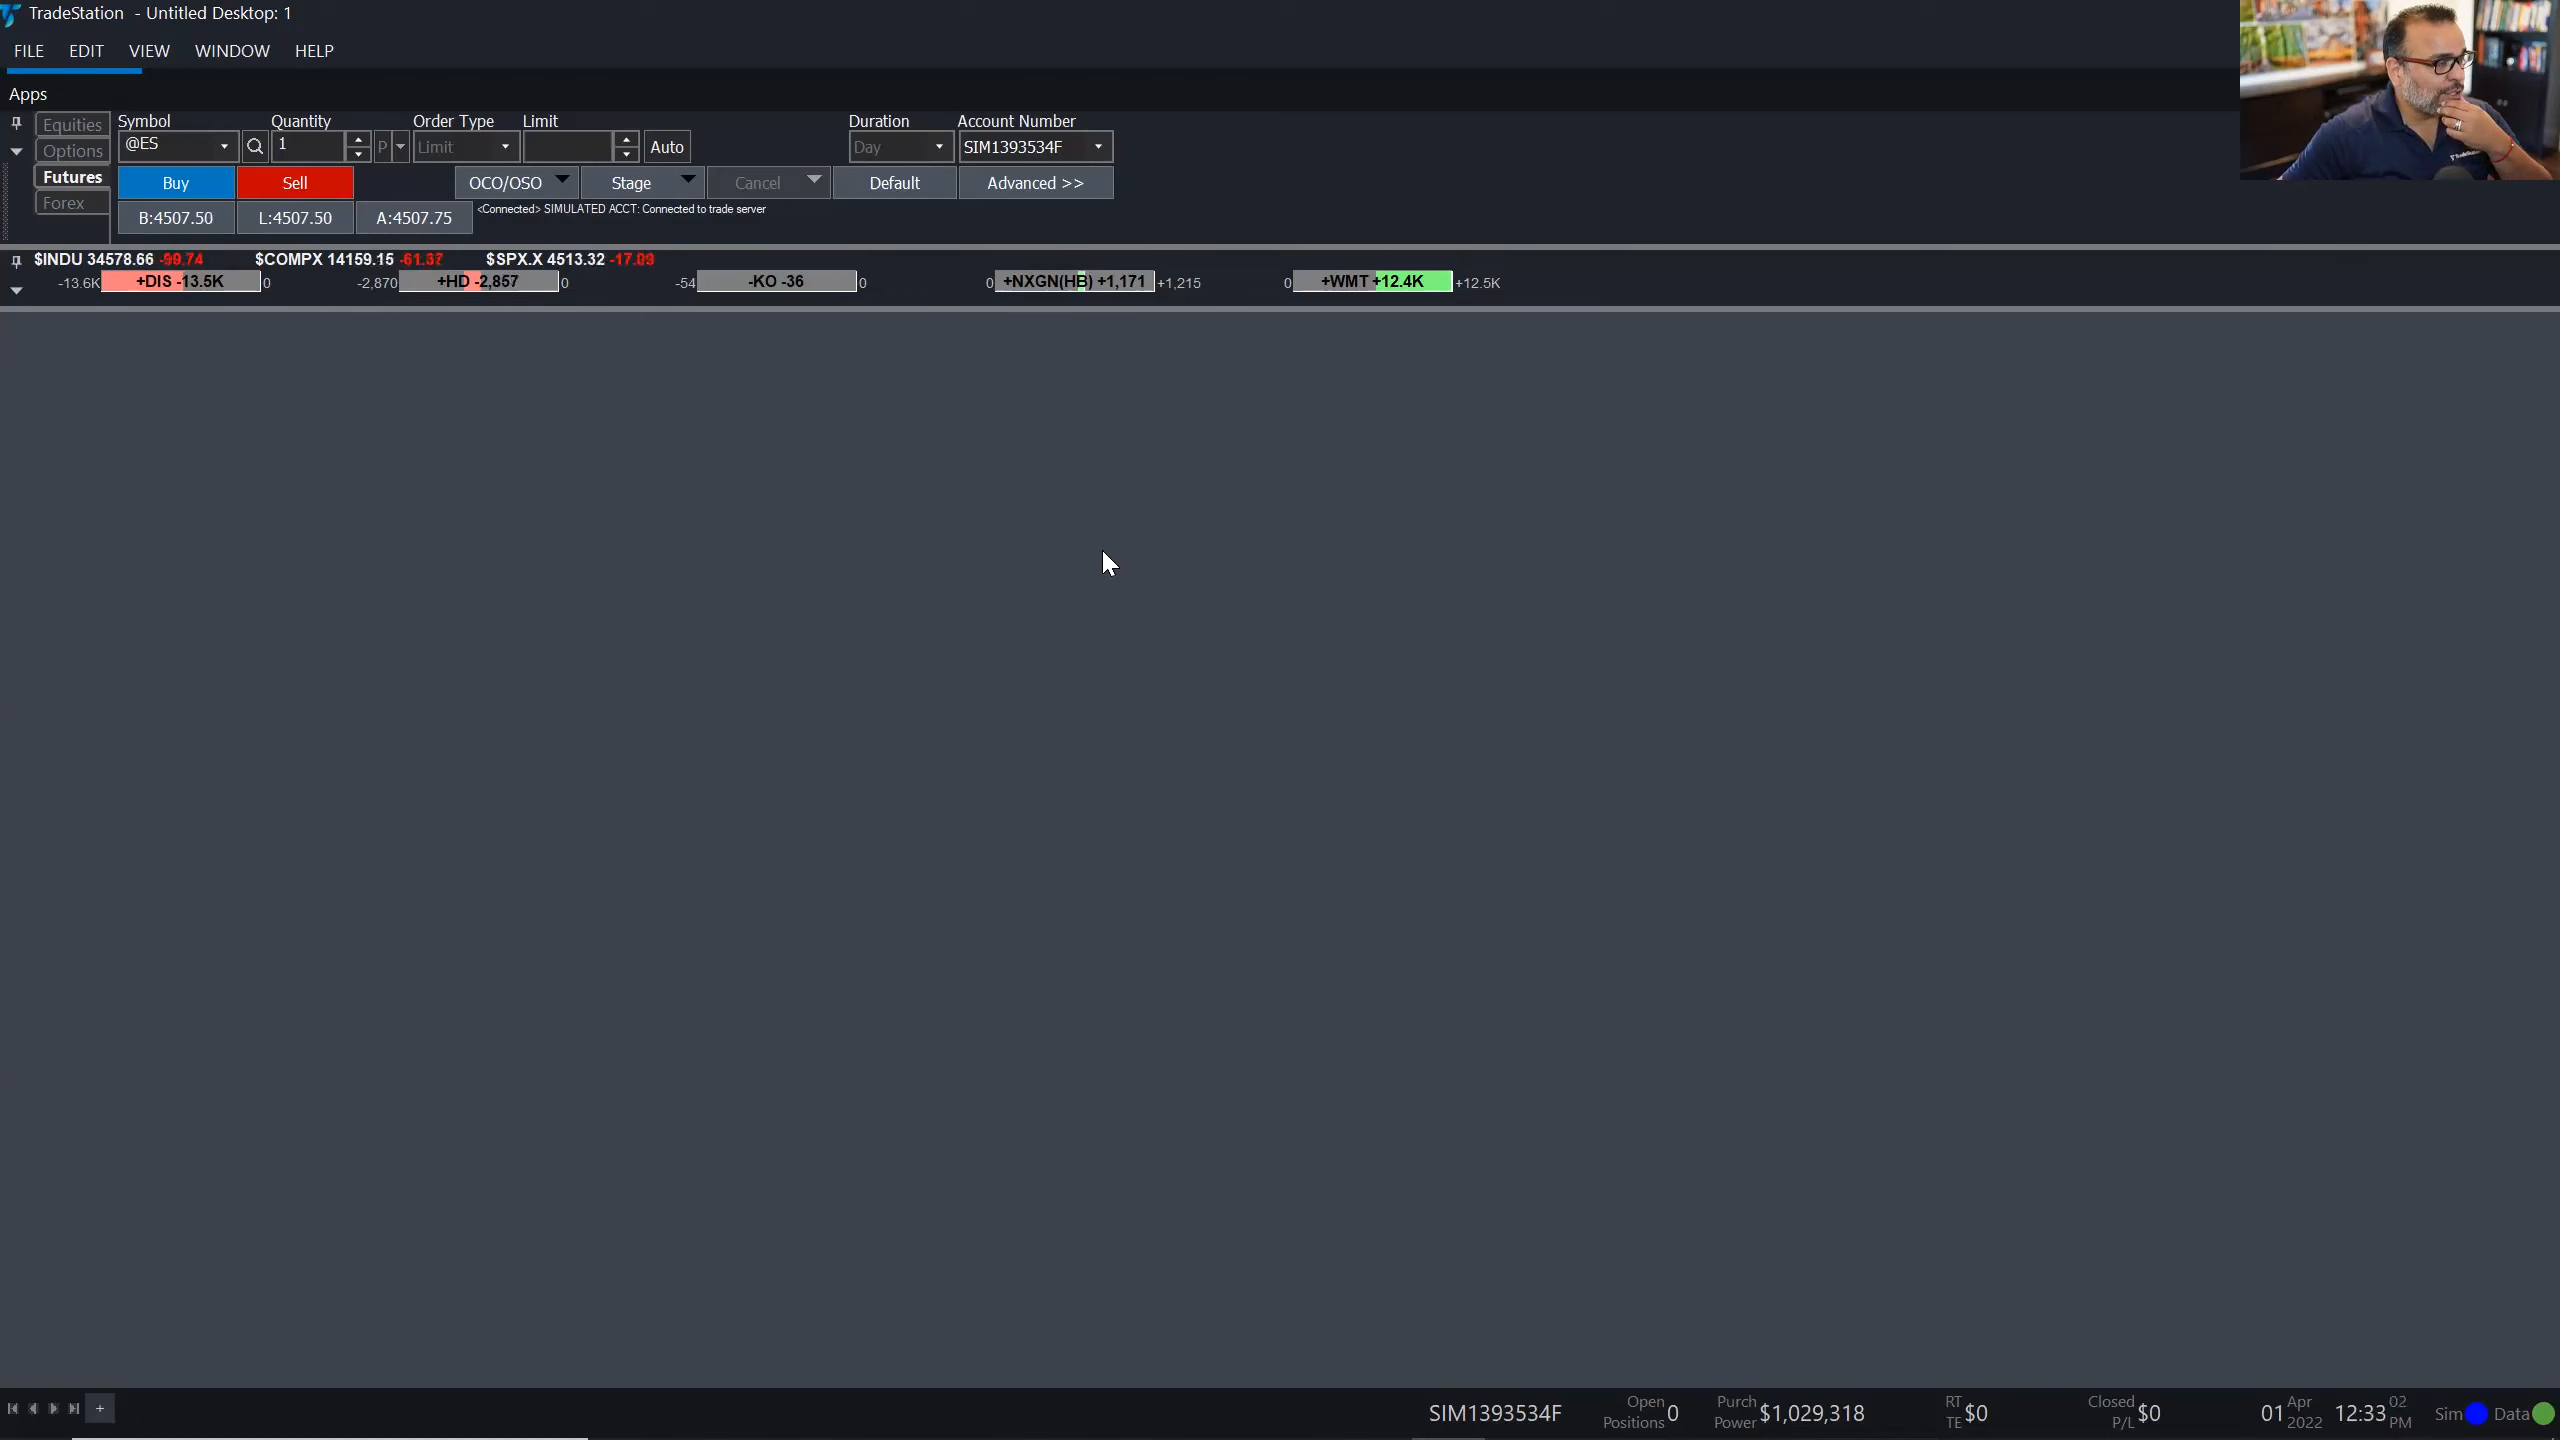 TradeStation - Untitled Desktop: 1
FILE EDIT VIEW WINDOW HELP
Apps
Equities Symbol Quantity Order Type Limit Duration Account Number
@ES 1 P Limit Auto Day SIM1393534F
Options
Futures Buy Sell OCO/OSO Stage Cancel Default Advanced >>
Forex B:4507.50 L:4507.50 A:4507.75 <Connected> SIMULATED ACCT: Connected to trade server
$INDU 34578.66 -99.74 $COMPX 14159.15 -61.37 $SPX.X 4513.32 -17.09
-13.6K +DIS -13.5K 0 -2,870 +HD -2,857 0 -54 -KO -36 0 0 +NXGN(HB) +1,171 +1,215 0 +WMT +12.4K +12.5K
+ SIM1393534F Open Positions 0 Purch Power $1,029,318 RT TE $0 Closed P/L $0 01 Apr 2022 12:33 02 PM Sim Data